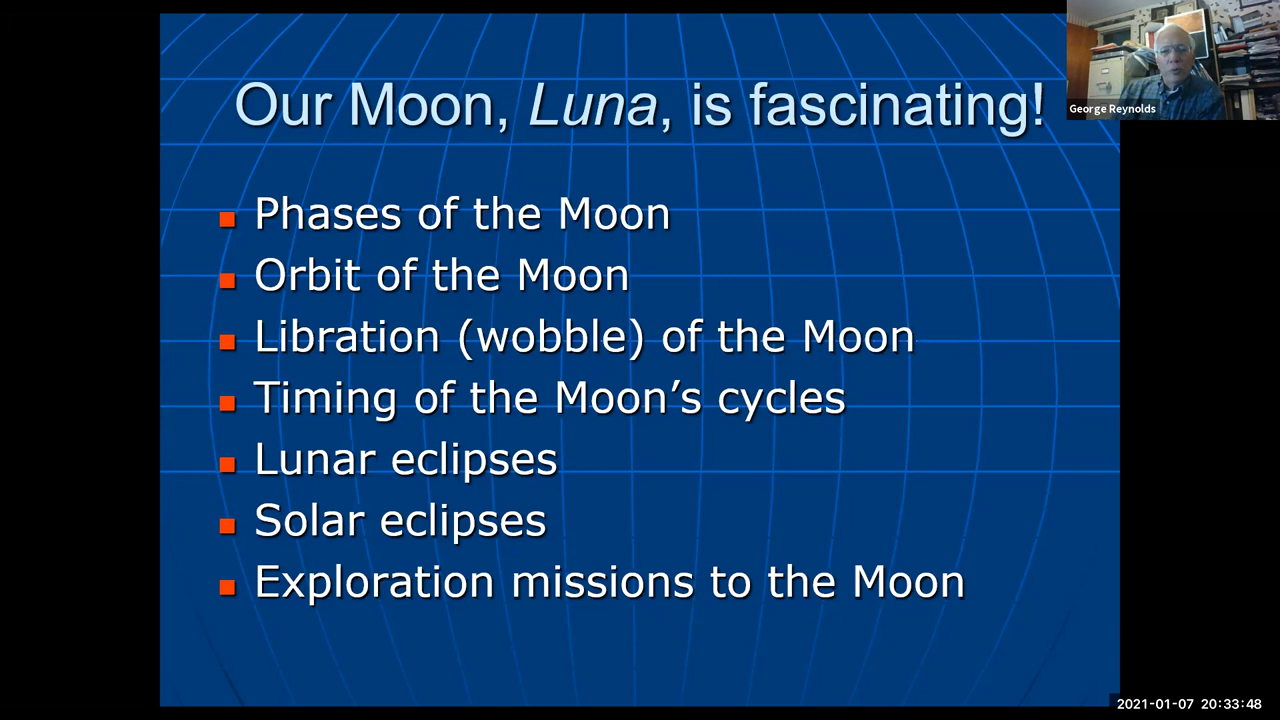 Our Moon, Luna, is fascinating!
George Reynolds
Phases of the Moon
Orbit of the Moon
Libration (wobble) of the Moon
Timing of the Moon’s cycles
Lunar eclipses
Solar eclipses
Exploration missions to the Moon
2021-01-07 20:33:48